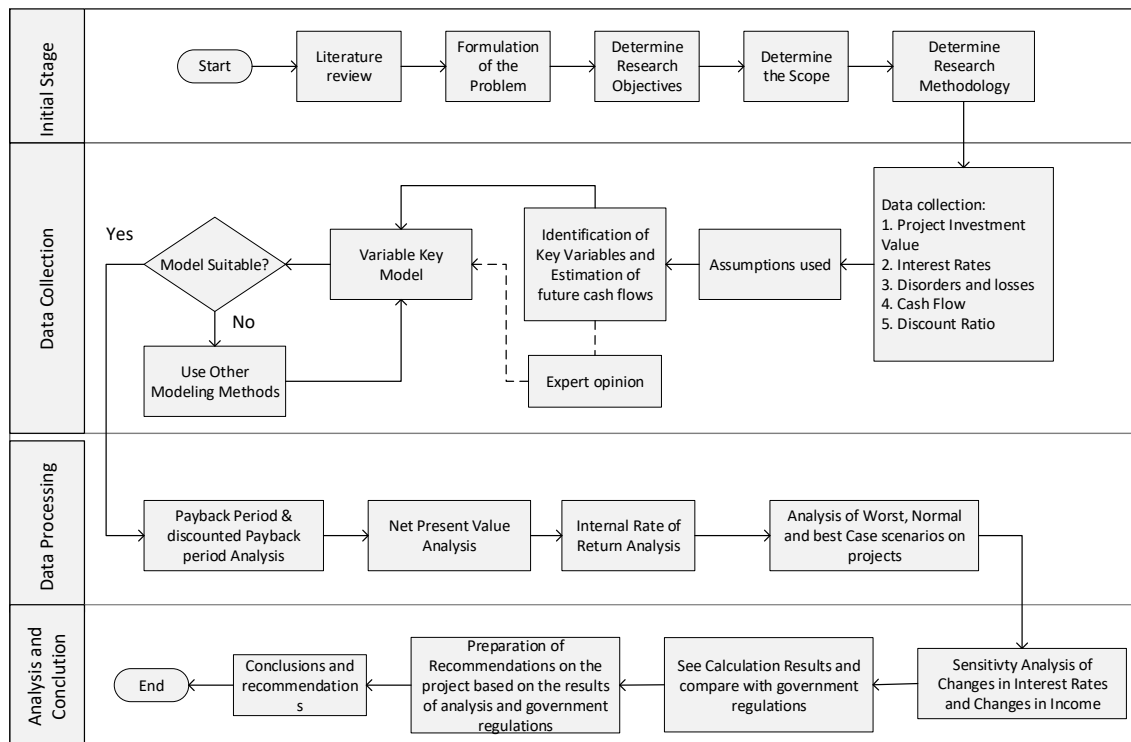 Initial Stage
Start
Literature
review
Formulation
of the
Problem
Determine
Research
Objectives
Determine
the Scope
Determine
Research
Methodology
Data Collection
Yes
Model Suitable?
No
Use Other
Modeling Methods
Variable Key
Model
Identification of
Key Variables and
Estimation of
future cash flows
Expert opinion
Assumptions used
Data collection:
1. Project Investment
Value
2. Interest Rates
3. Disorders and losses
4. Cash Flow
5. Discount Ratio
Data Processing
Payback Period &
discounted Payback
period Analysis
Net Present Value
Analysis
Internal Rate of
Return Analysis
Analysis of Worst, Normal
and best Case scenarios on
projects
Analysis and
Conclution
End
Conclusions and
recommendation
s
Preparation of
Recommendations on the
project based on the results
of analysis and government
regulations
See Calculation Results and
compare with government
regulations
Sensitivty Analysis of
Changes in Interest Rates
and Changes in Income